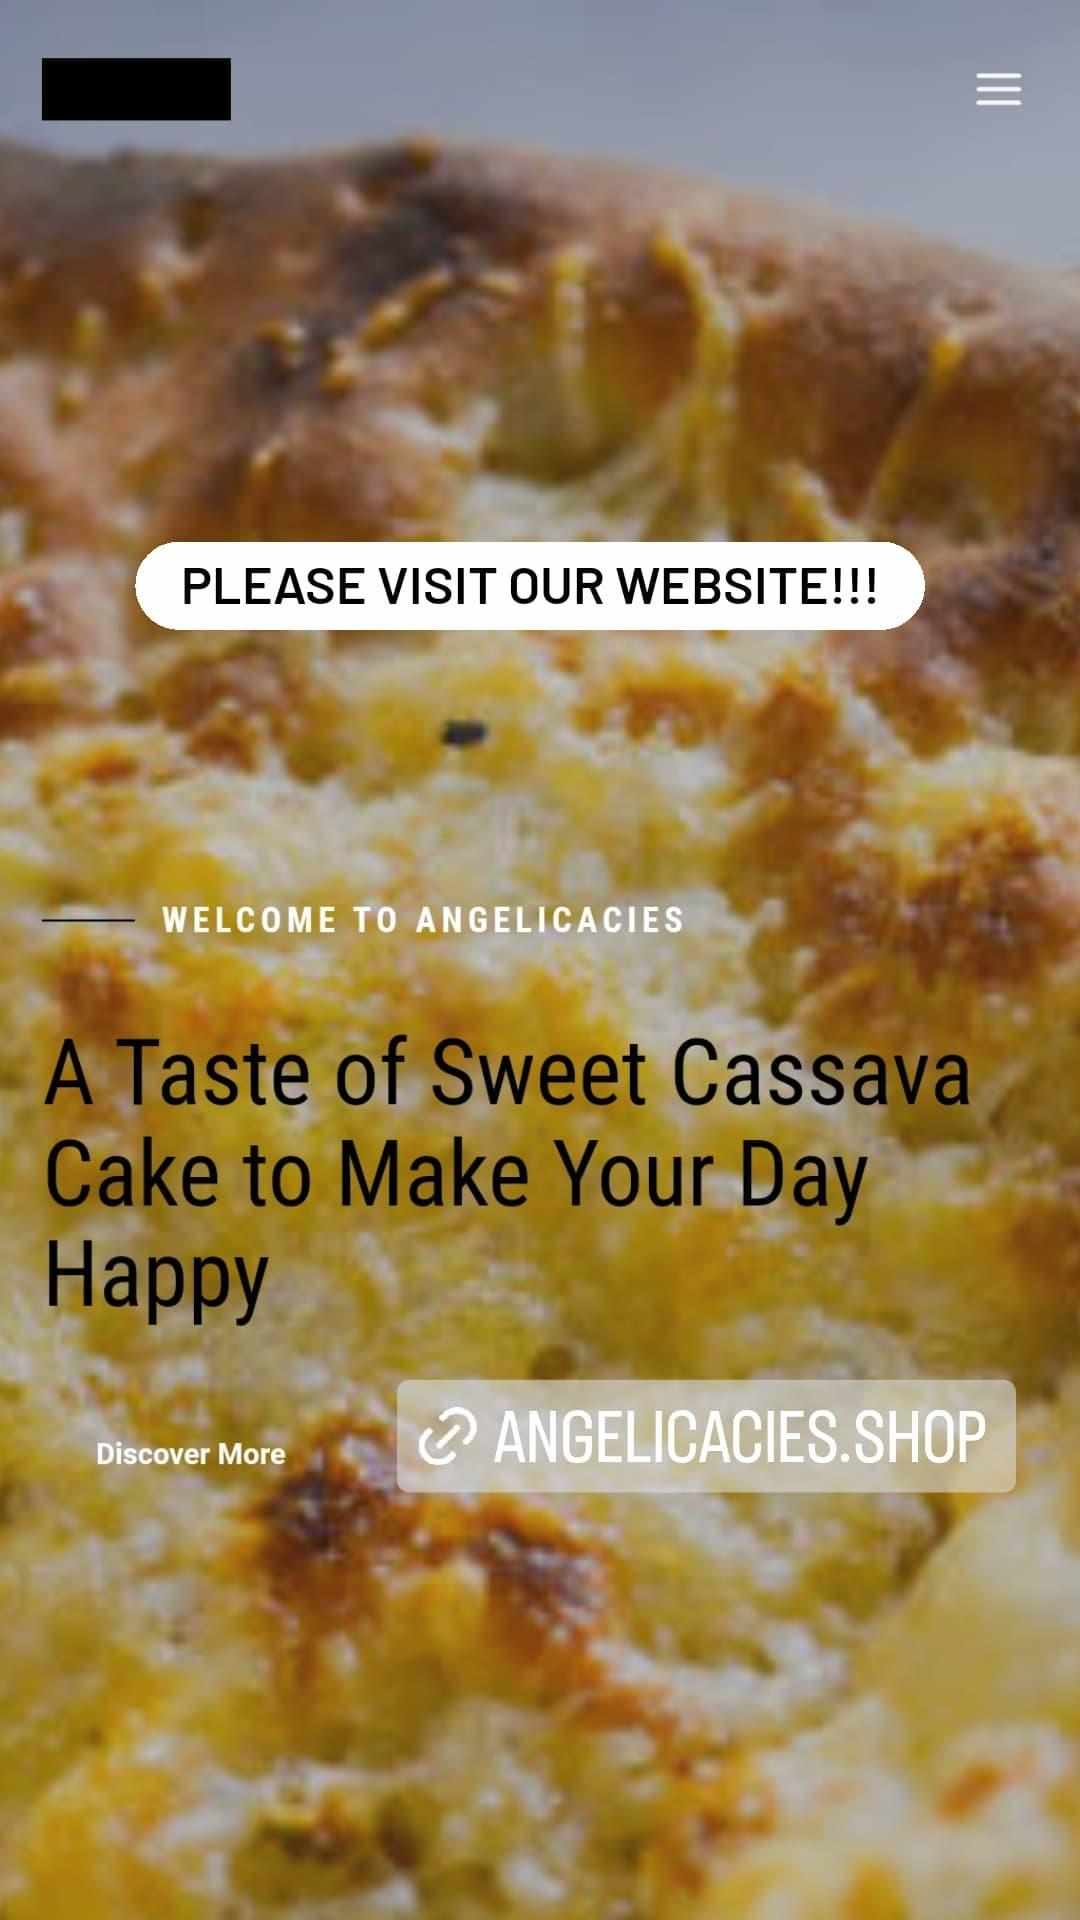 PLEASE VISIT OUR WEBSITE!!!
WELCOME TO ANGELICACIES
A Taste of Sweet Cassava
Cake to Make Your Day
Happy
Discover More
ANGELICACIES.SHOP